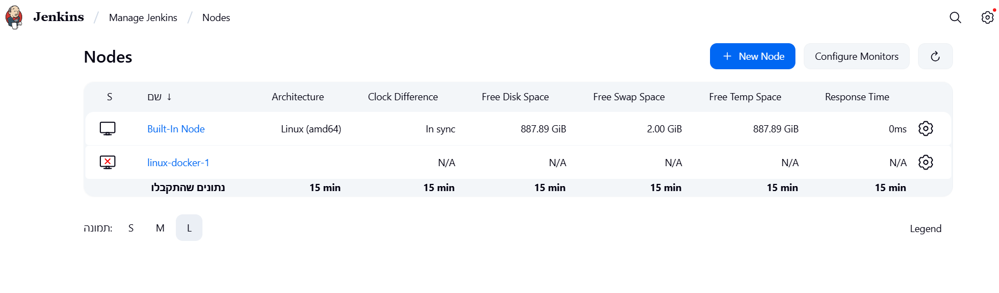 Jenkins / Manage Jenkins / Nodes
Nodes
+ New Node Configure Monitors
S שם ↓ Architecture Clock Difference Free Disk Space Free Swap Space Free Temp Space Response Time
Built-In Node Linux (amd64) In sync 887.89 GiB 2.00 GiB 887.89 GiB 0ms
linux-docker-1 N/A N/A N/A N/A N/A
נתונים שהתקבלו 15 min 15 min 15 min 15 min 15 min 15 min
תמונה: S M L Legend